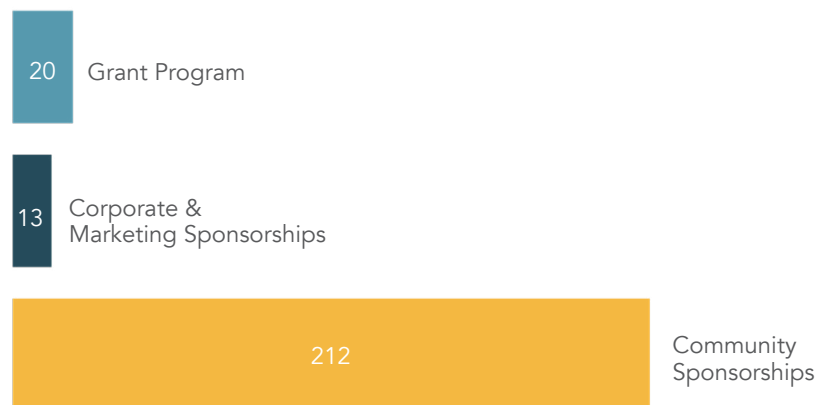 20
Grant Program
13
Corporate &
Marketing Sponsorships
212
Community
Sponsorships